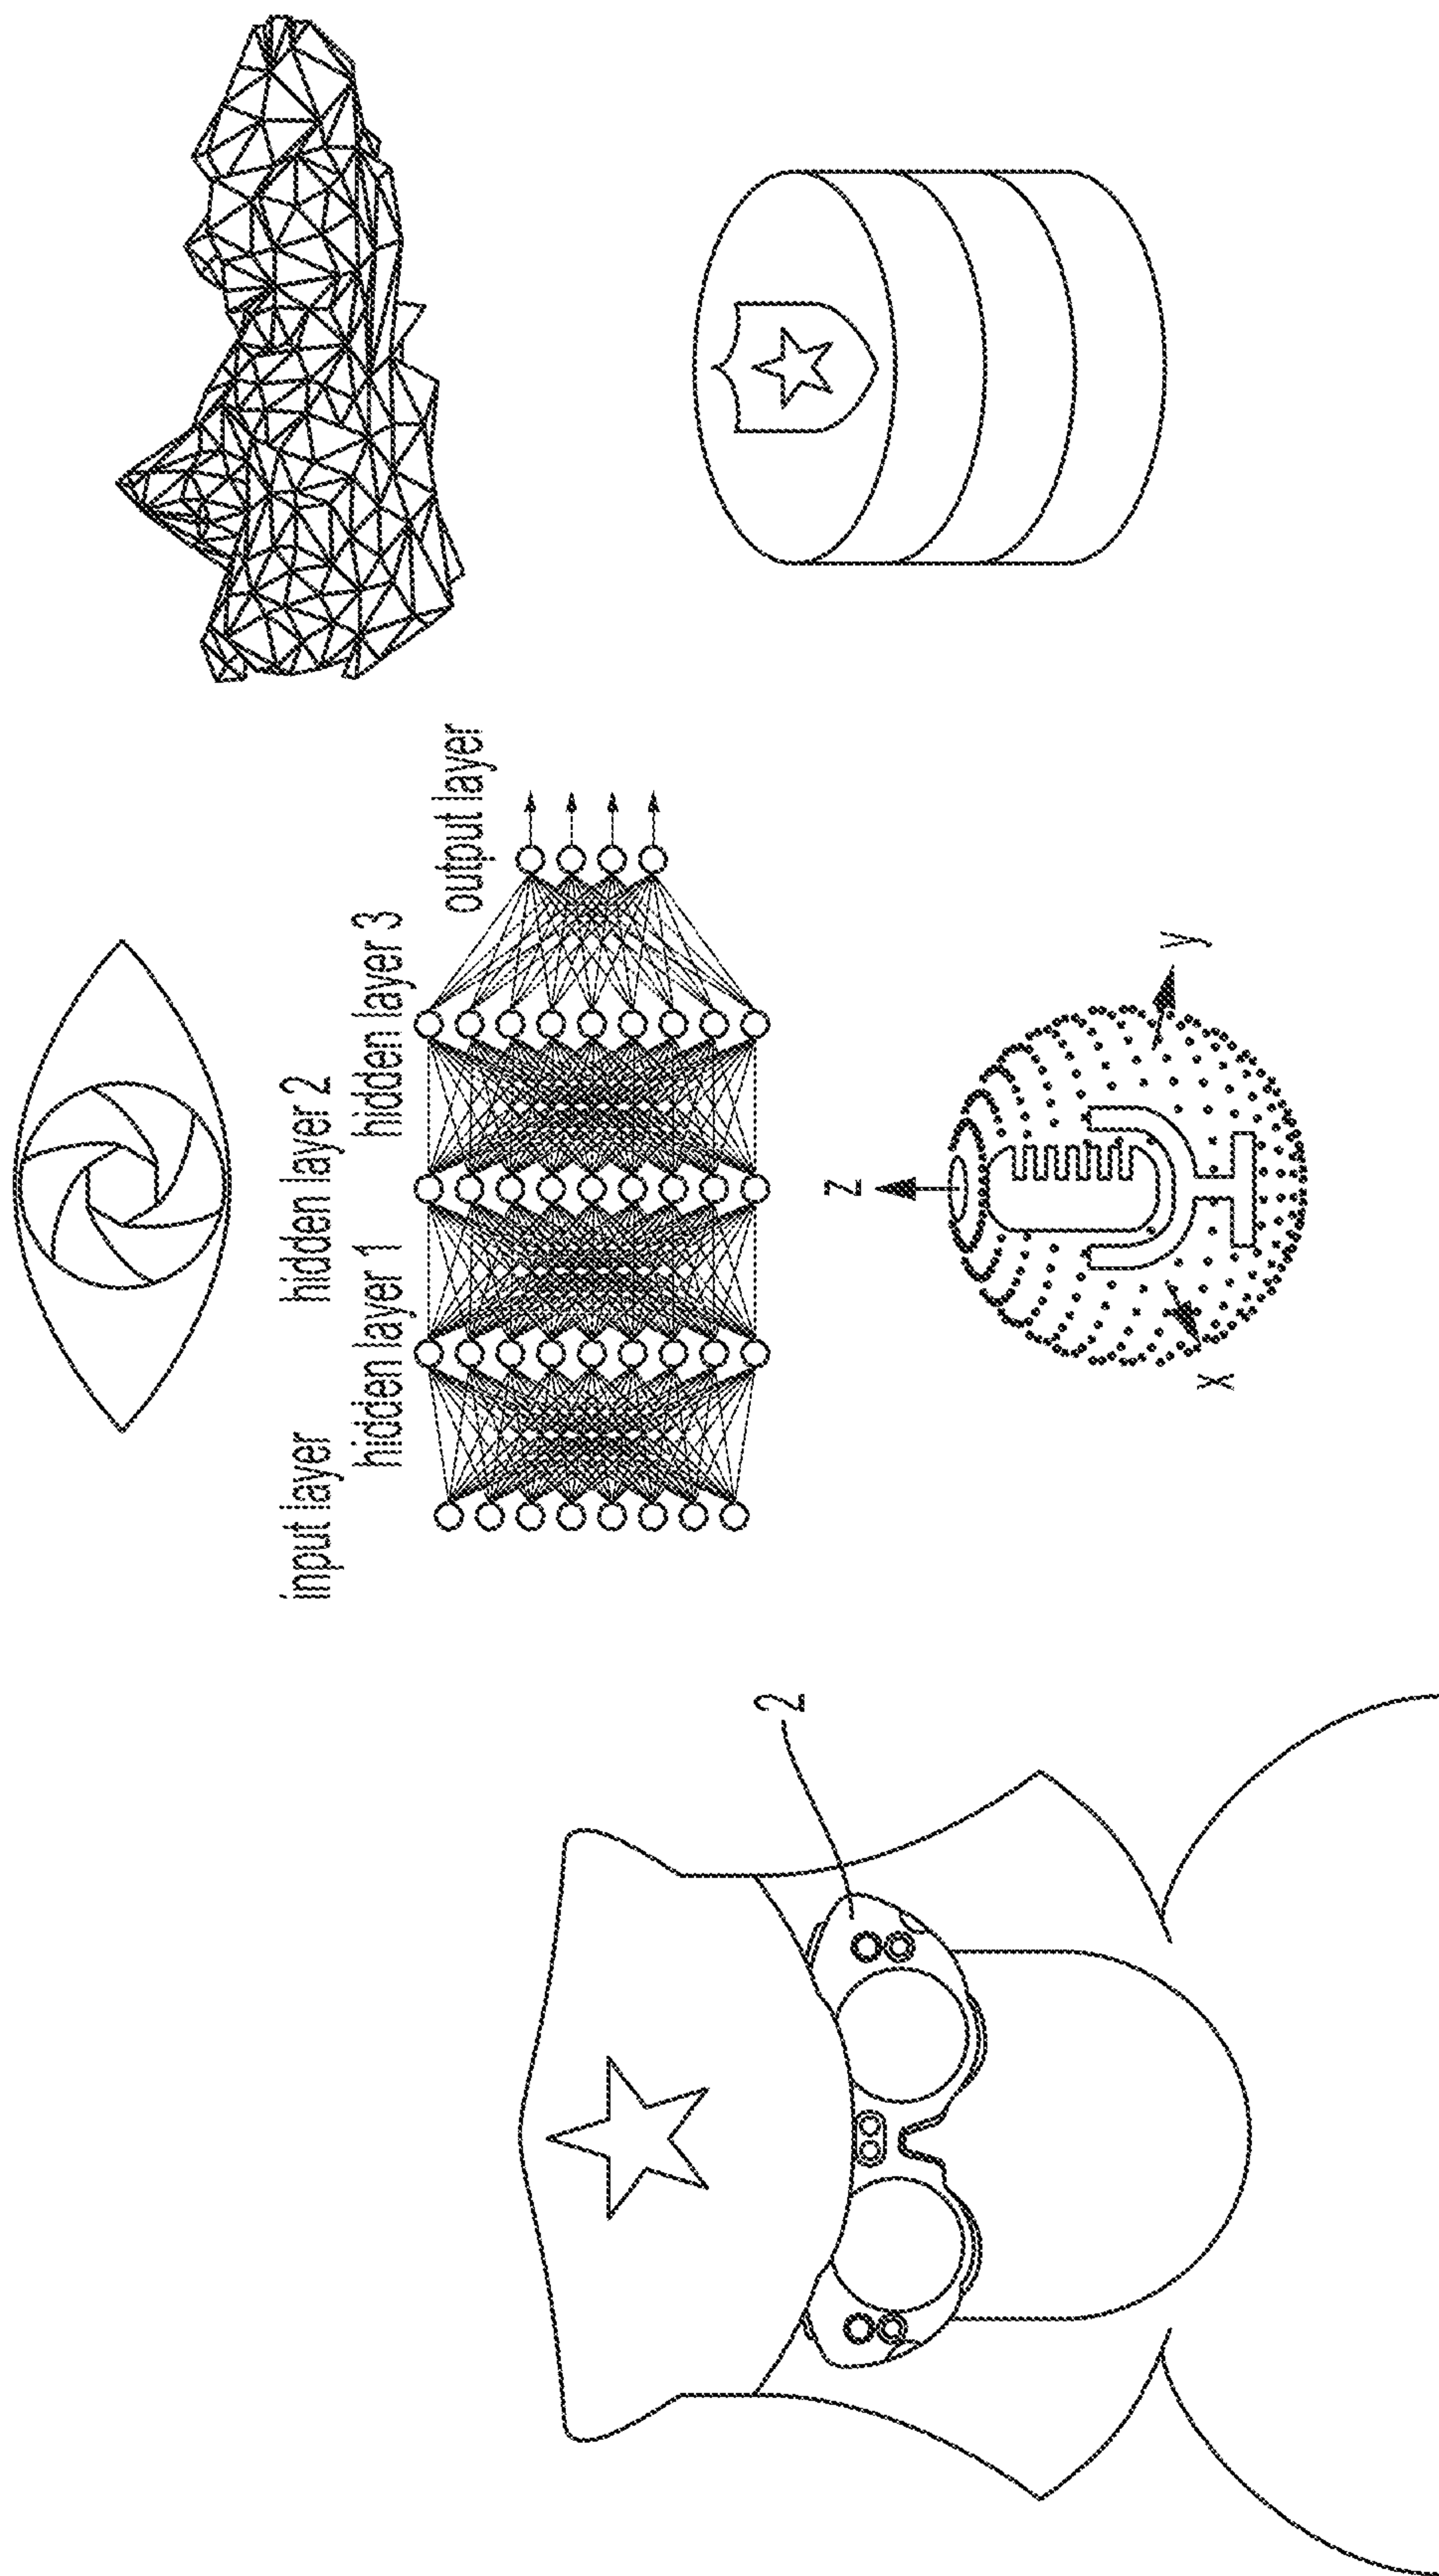 input layer
hidden layer 1
hidden layer 2
hidden layer 3
output layer
2
z
y
x